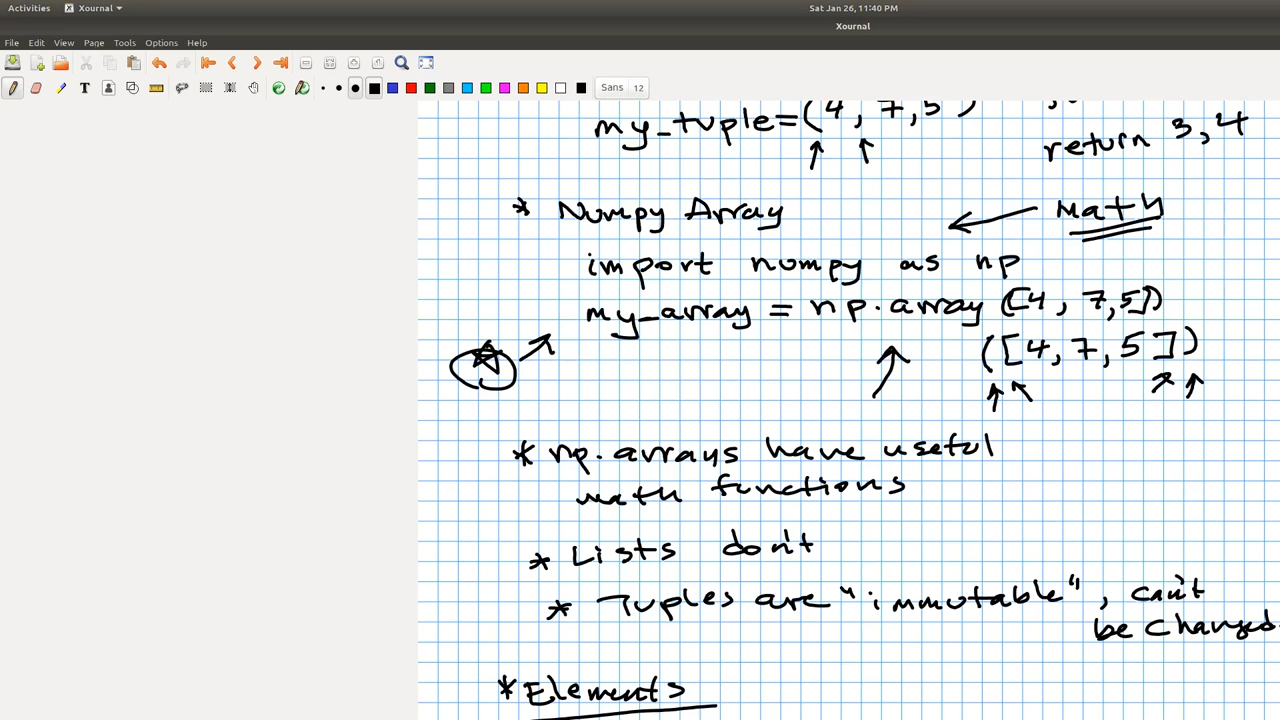 Activities Xournal Sat Jan 26, 11:40 PM
Xournal
File Edit View Page Tools Options Help
Sans 12
my_tuple=(4, 7,5)
return 3,4
* Numpy Array
Math
import numpy as np
my_array = np.array([4, 7,5])
([4,7,5])
* np.arrays have useful
math functions
* Lists don't
* Tuples are "immutable", can't
be changed
* Elements